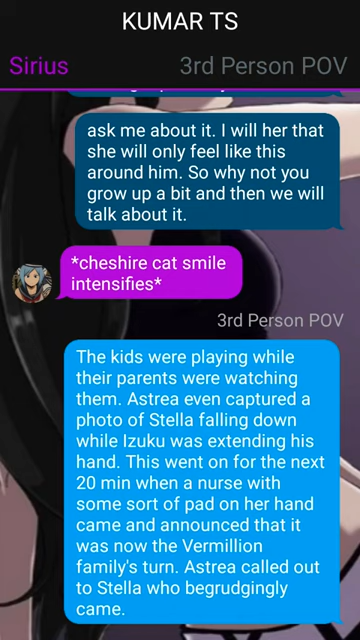 KUMAR TS
Sirius
3rd Person POV
ask me about it. I will her that
she will only feel like this
around him. So why not you
grow up a bit and then we will
talk about it.
*cheshire cat smile
intensifies*
3rd Person POV
The kids were playing while
their parents were watching
them. Astrea even captured a
photo of Stella falling down
while Izuku was extending his
hand. This went on for the next
20 min when a nurse with
some sort of pad on her hand
came and announced that it
was now the Vermillion
family's turn. Astrea called out
to Stella who begrudgingly
came.